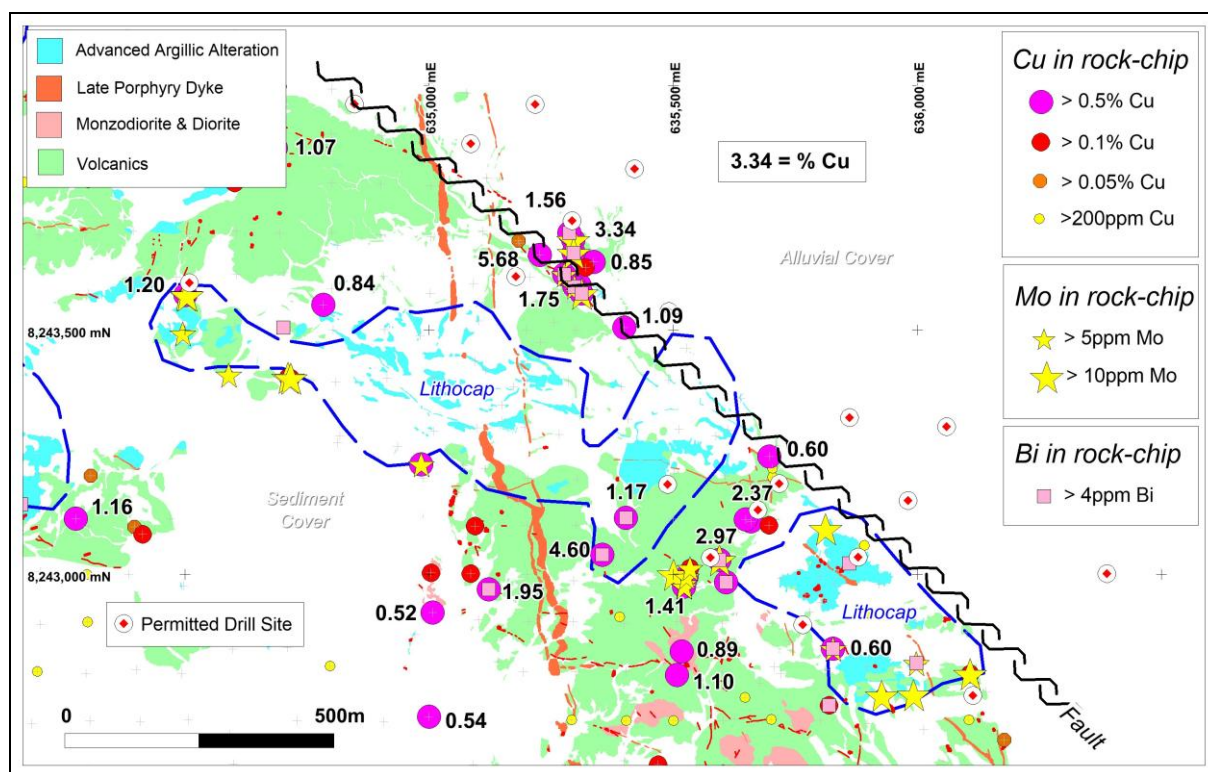 Advanced Argillic Alteration
Late Porphyry Dyke
Monzodiorite & Diorite
Volcanics
635,000 mE
635,500 mE
636,000 mE
Cu in rock-chip
> 0.5% Cu
> 0.1% Cu
> 0.05% Cu
>200ppm Cu
Mo in rock-chip
> 5ppm Mo
> 10ppm Mo
Bi in rock-chip
> 4ppm Bi
3.34 = % Cu
1.07
1.56
3.34
5.68
0.85
Alluvial Cover
1.20
0.84
1.75
1.09
8,243,500 mN
Lithocap
0.60
Sediment
Cover
1.16
1.17
2.37
2.97
4.60
8,243,000 mN
1.95
1.41
Lithocap
0.52
Permitted Drill Site
0.89
0.60
1.10
0.54
0
500m
Fault